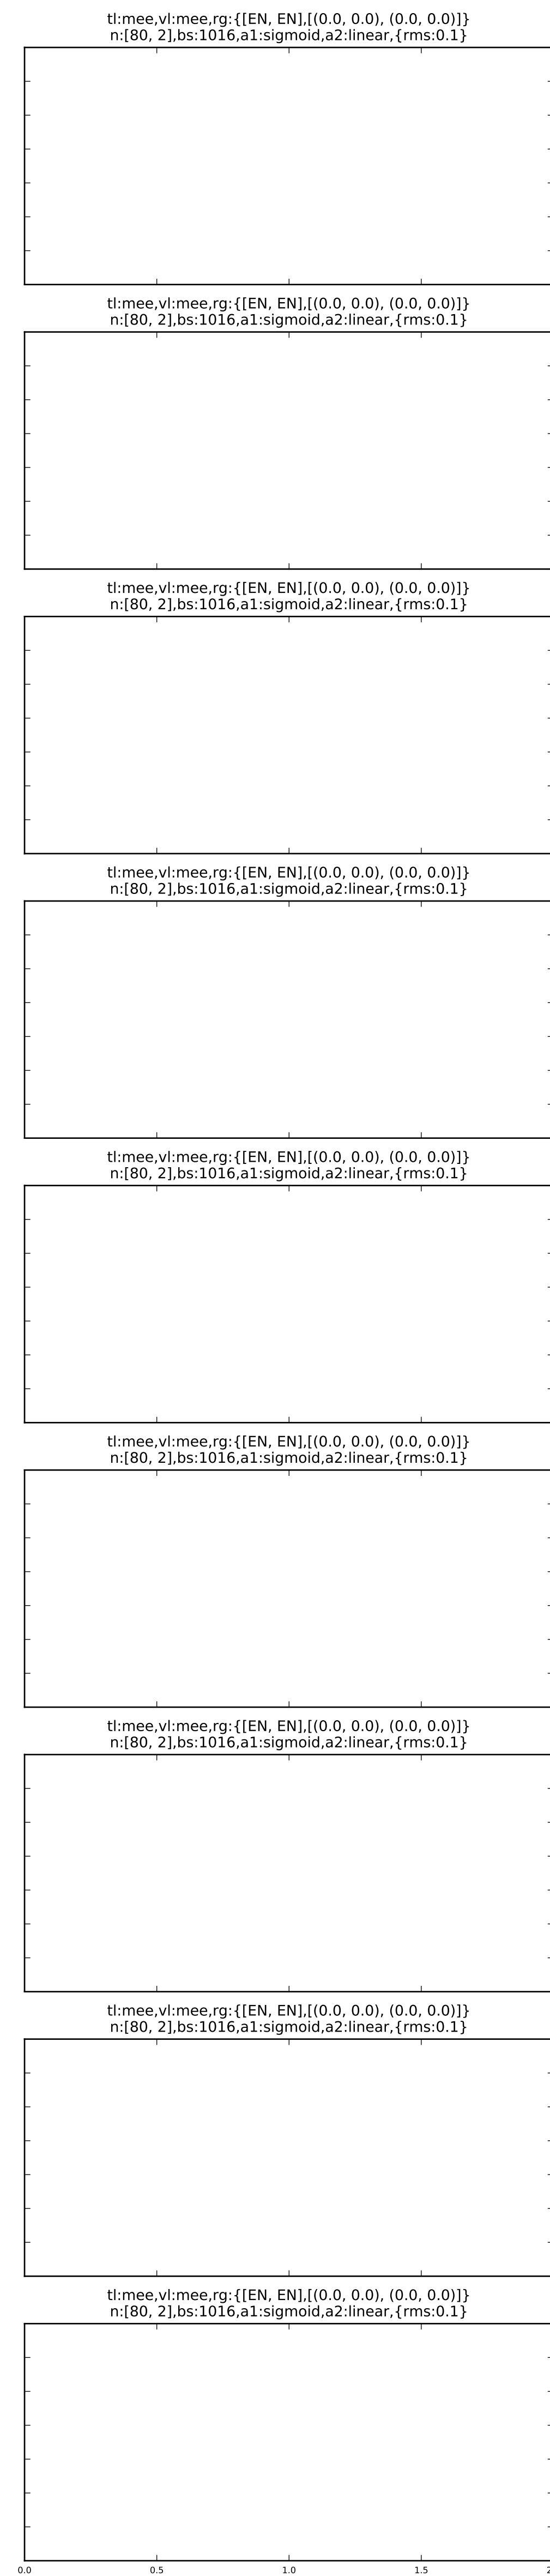 tl:mee,vl:mee,rg:{[EN, EN],[(0.0, 0.0), (0.0, 0.0)]}
n:[80, 2],bs:1016,a1:sigmoid,a2:linear,{rms:0.1}
tl:mee,vl:mee,rg:{[EN, EN],[(0.0, 0.0), (0.0, 0.0)]}
n:[80, 2],bs:1016,a1:sigmoid,a2:linear,{rms:0.1}
tl:mee,vl:mee,rg:{[EN, EN],[(0.0, 0.0), (0.0, 0.0)]}
n:[80, 2],bs:1016,a1:sigmoid,a2:linear,{rms:0.1}
tl:mee,vl:mee,rg:{[EN, EN],[(0.0, 0.0), (0.0, 0.0)]}
n:[80, 2],bs:1016,a1:sigmoid,a2:linear,{rms:0.1}
tl:mee,vl:mee,rg:{[EN, EN],[(0.0, 0.0), (0.0, 0.0)]}
n:[80, 2],bs:1016,a1:sigmoid,a2:linear,{rms:0.1}
tl:mee,vl:mee,rg:{[EN, EN],[(0.0, 0.0), (0.0, 0.0)]}
n:[80, 2],bs:1016,a1:sigmoid,a2:linear,{rms:0.1}
tl:mee,vl:mee,rg:{[EN, EN],[(0.0, 0.0), (0.0, 0.0)]}
n:[80, 2],bs:1016,a1:sigmoid,a2:linear,{rms:0.1}
tl:mee,vl:mee,rg:{[EN, EN],[(0.0, 0.0), (0.0, 0.0)]}
n:[80, 2],bs:1016,a1:sigmoid,a2:linear,{rms:0.1}
tl:mee,vl:mee,rg:{[EN, EN],[(0.0, 0.0), (0.0, 0.0)]}
n:[80, 2],bs:1016,a1:sigmoid,a2:linear,{rms:0.1}
0.0 0.5 1.0 1.5